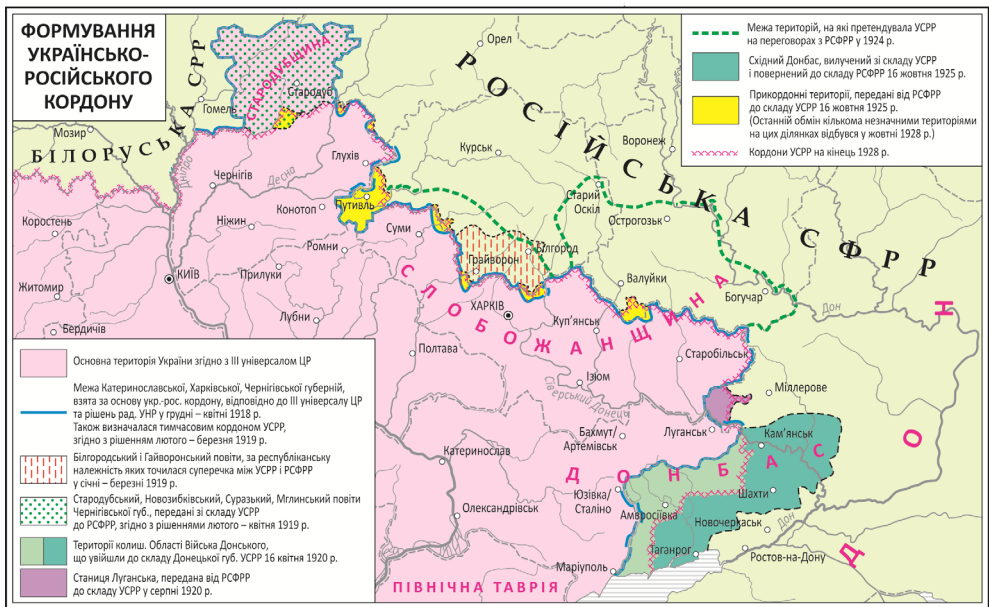 ФОРМУВАННЯ
УКРАЇНСЬКО-
РОСІЙСЬКОГО
КОРДОНУ
Межа територій, на які претендувала УСРР
на переговорах з РСФРР у 1924 р.
Східний Донбас, вилучений зі складу УСРР
і повернений до складу РСФРР 16 жовтня 1925 р.
Прикордонні території, передані від РСФРР
до складу УСРР 16 жовтня 1925 р.
(Останній обмін кількома незначними територіями
на цих ділянках відбувся у жовтні 1928 р.)
Кордони УСРР на кінець 1928 р.
БІЛОРУСЬКА СРР
РОСІЙСЬКА СФРР
СТАРОДУБЩИНА
Стародуб
Гомель
Мозир
Орел
Курськ
Воронеж
Старий
Оскіл
Острогозьк
Глухів
Чернігів
Дніпро
Десна
Путивль
Конотоп
Коростень
Ніжин
Суми
Ромни
Білгород
Грайворон
Валуйки
Богучар
Дон
КИЇВ
Прилуки
Житомир
Лубни
ХАРКІВ
Куп’янськ
СЛОБОЖАНЩИНА
Бердичів
Полтава
Старобільськ
Ізюм
Сіверський Донець
Міллерове
Луганськ
Бахмут/
Артемівськ
Кам’янськ
Катеринослав
ДОНБАС
ДОН
Юзівка/
Сталіно
Шахти
Олександрівськ
Амвросіївка
Новочеркаськ
Дон
Таганрог
Ростов-на-Дону
Маріуполь
ПІВНІЧНА ТАВРІЯ
Основна територія України згідно з ІІІ універсалом ЦР
Межа Катеринославської, Харківської, Чернігівської губерній,
взята за основу укр.-рос. кордону, відповідно до ІІІ універсалу ЦР
та рішень рад. УНР у грудні – квітні 1918 р.
Також визначалася тимчасовим кордоном УСРР,
згідно з рішенням лютого – березня 1919 р.
Білгородський і Гайворонський повіти, за республіканську
належність яких точилася суперечка між УСРР і РСФРР
у січні – березні 1919 р.
Стародубський, Новозибківський, Суразький, Мглинський повіти
Чернігівської губ., передані зі складу УСРР
до РСФРР, згідно з рішеннями лютого – квітня 1919 р.
Території колиш. Області Війська Донського,
що увійшли до складу Донецької губ. УСРР 16 квітня 1920 р.
Станиця Луганська, передана від РСФРР
до складу УСРР у серпні 1920 р.